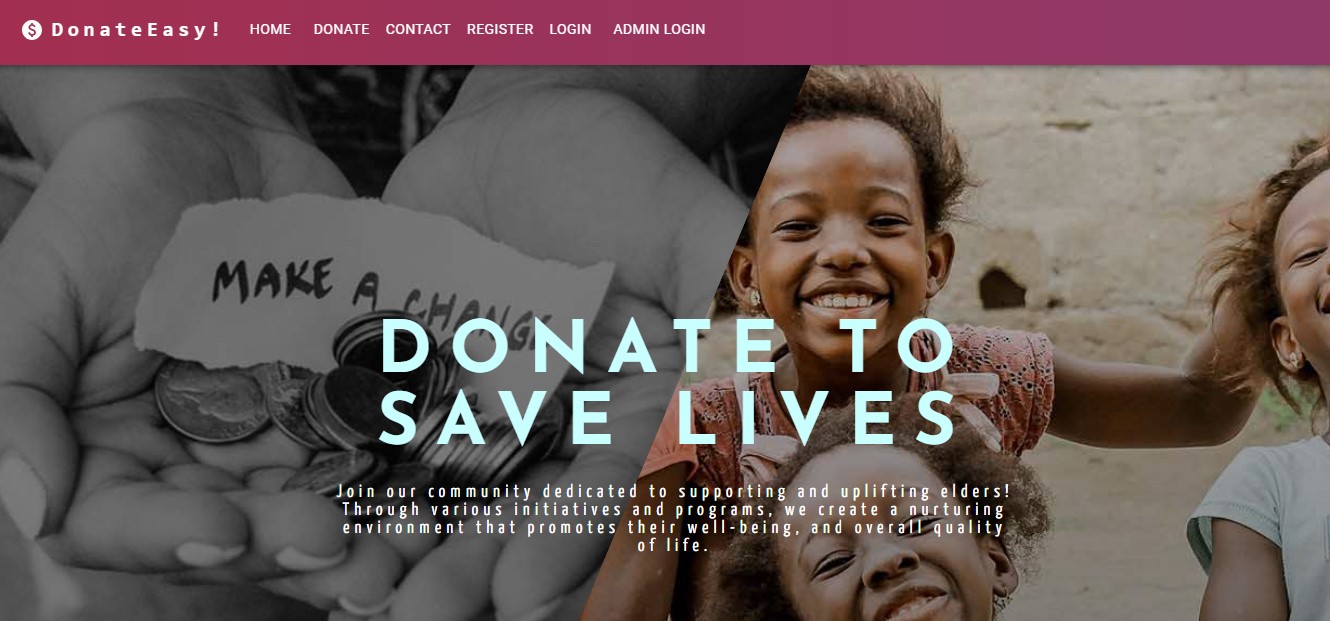 $ DonateEasy! HOME DONATE CONTACT REGISTER LOGIN ADMIN LOGIN
MAKE A CHANGE
DONATE TO
SAVE LIVES
Join our community dedicated to supporting and uplifting elders!
Through various initiatives and programs, we create a nurturing
environment that promotes their well-being, and overall quality
of life.